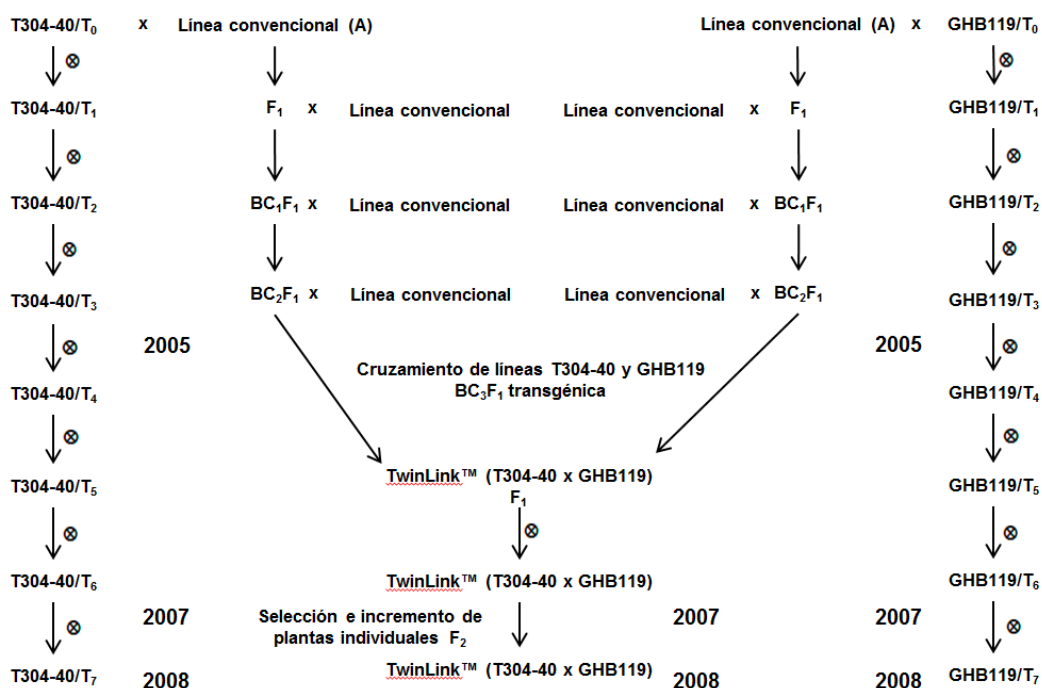 T304-40/T₀ x Línea convencional (A) Línea convencional (A) x GHB119/T₀
⊗ ⊗
T304-40/T₁ F₁ x Línea convencional Línea convencional x F₁ GHB119/T₁
⊗ ⊗
T304-40/T₂ BC₁F₁ x Línea convencional Línea convencional x BC₁F₁ GHB119/T₂
⊗ ⊗
T304-40/T₃ BC₂F₁ x Línea convencional Línea convencional x BC₂F₁ GHB119/T₃
⊗ 2005 2005 ⊗
Cruzamiento de líneas T304-40 y GHB119
BC₃F₁ transgénica
T304-40/T₄ GHB119/T₄
⊗ ⊗
TwinLink™ (T304-40 x GHB119)
F₁
T304-40/T₅ GHB119/T₅
⊗ ⊗ ⊗
T304-40/T₆ TwinLink™ (T304-40 x GHB119) GHB119/T₆
⊗ 2007 Selección e incremento de 2007 2007 ⊗
plantas individuales F₂
T304-40/T₇ 2008 TwinLink™ (T304-40 x GHB119) 2008 2008 GHB119/T₇